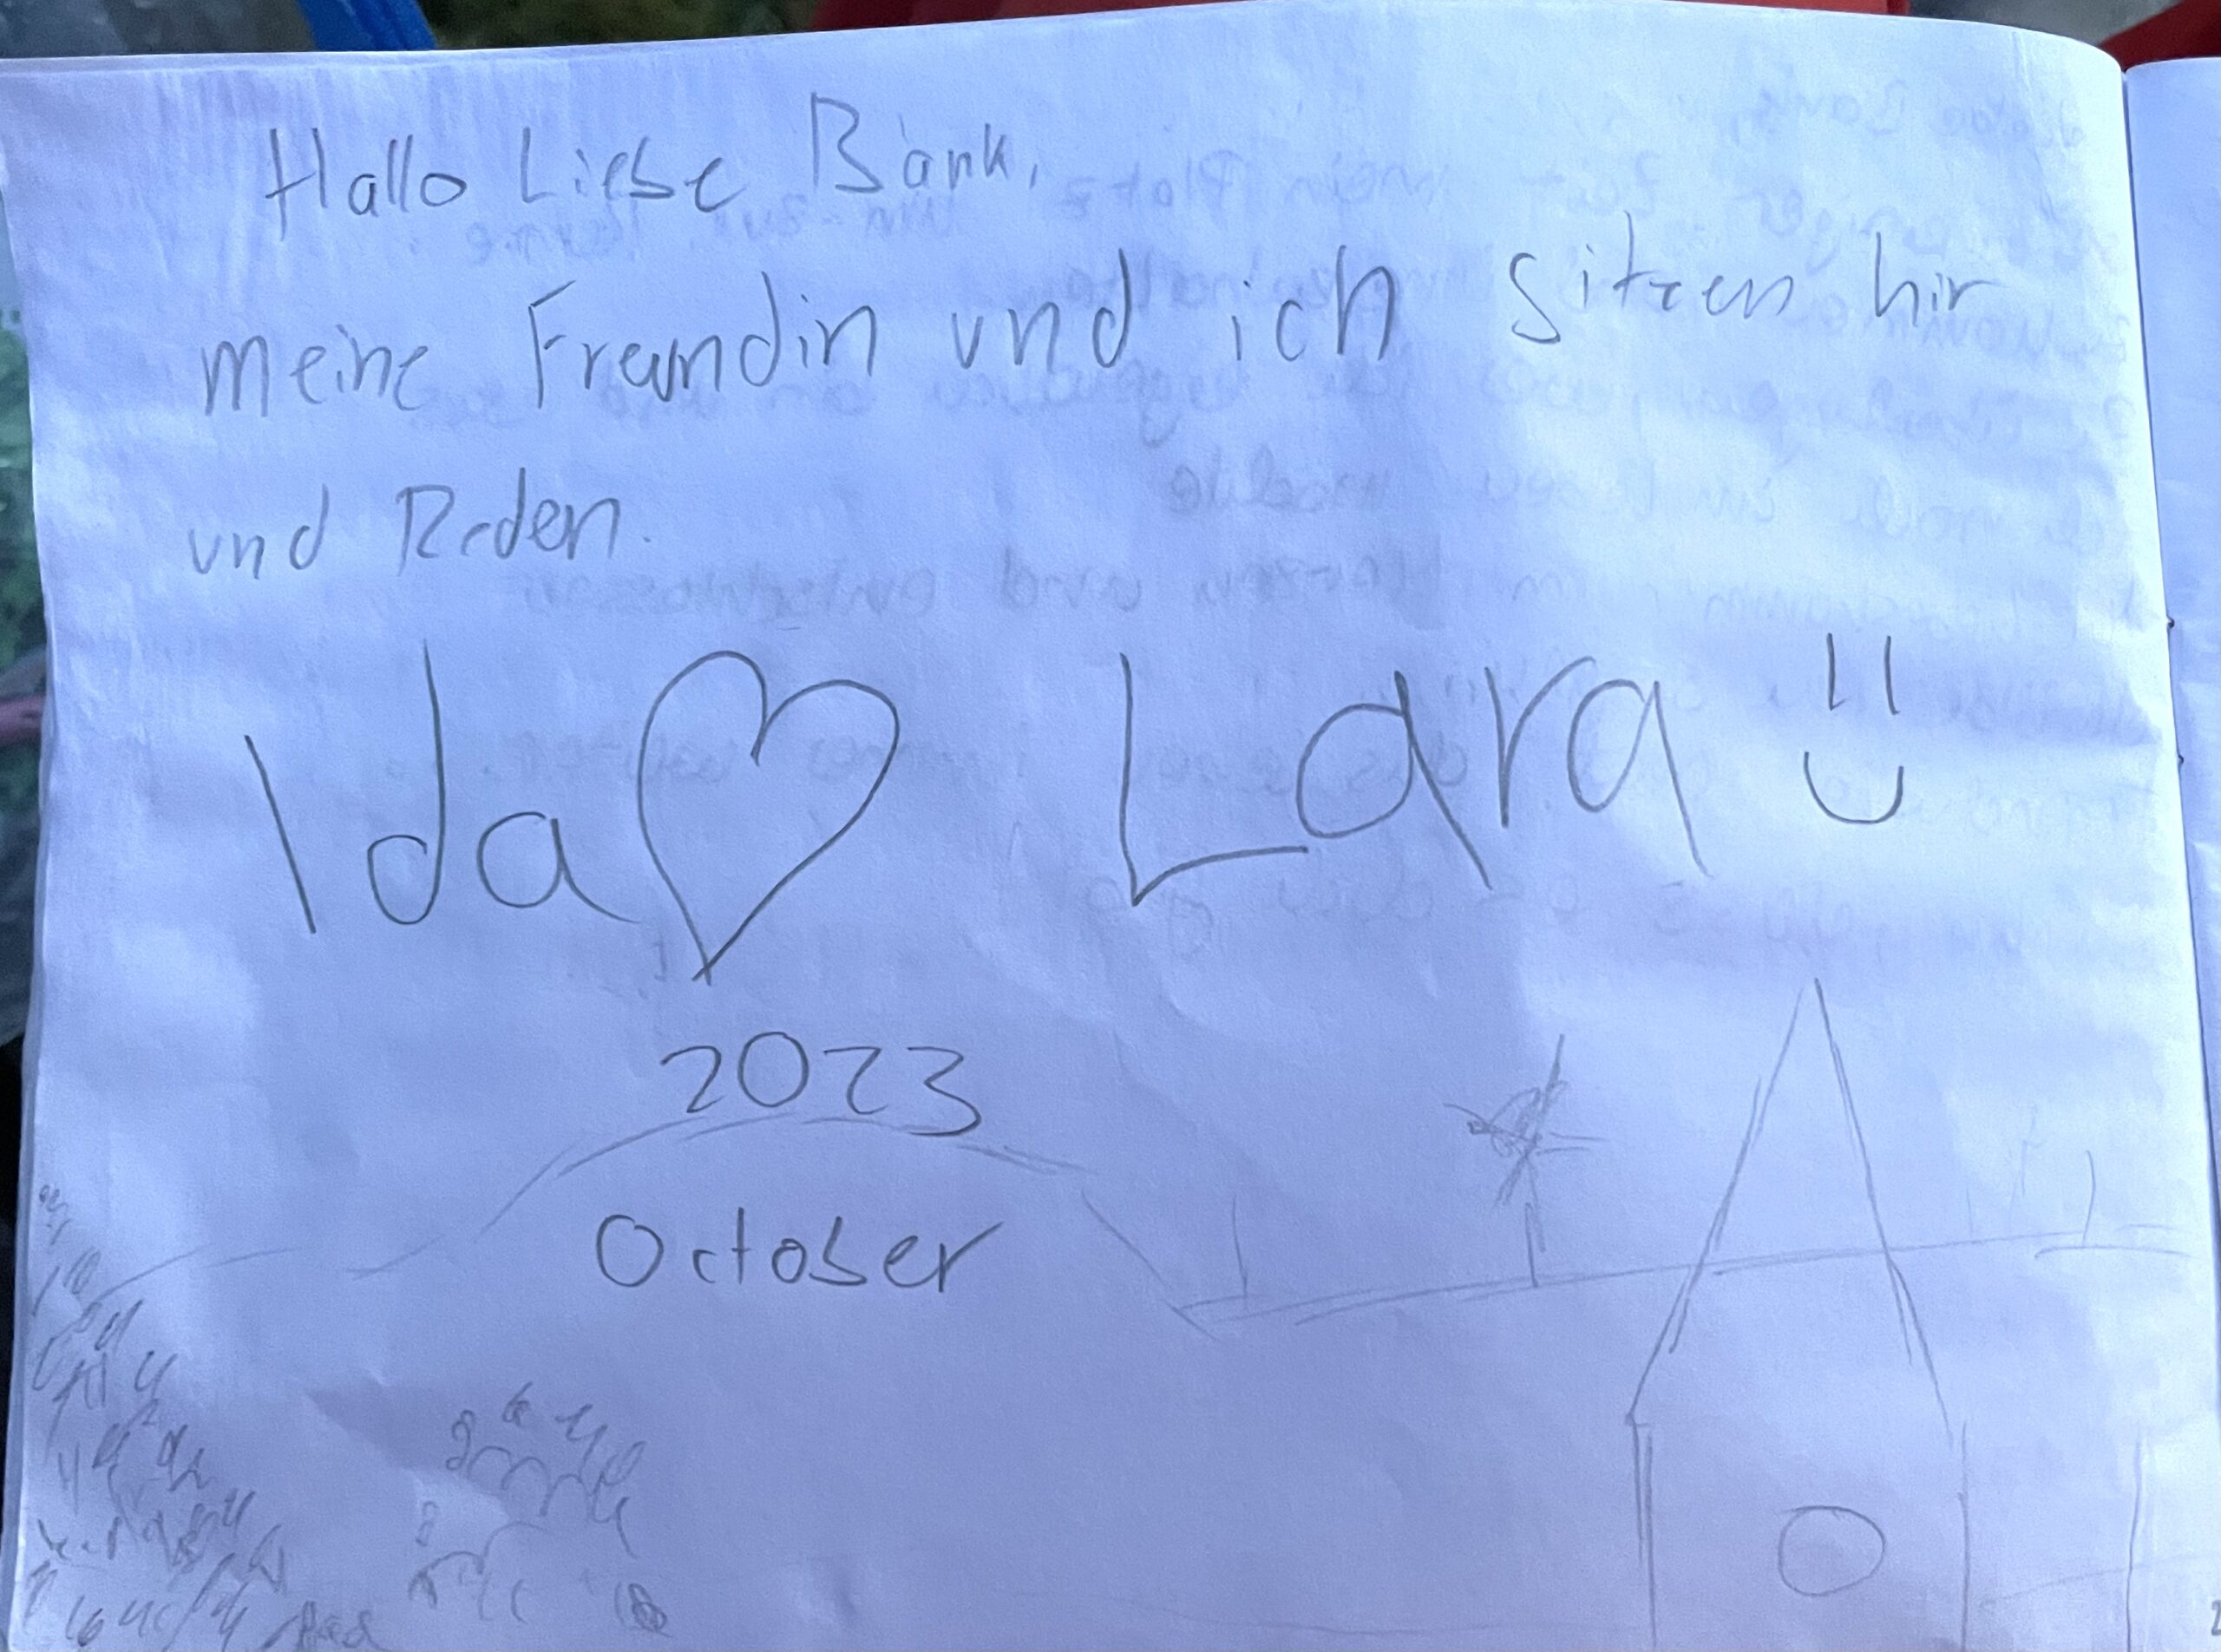 Hallo Liebe Bank,
meine Freundin und ich sitzen hir
und Reden.
Ida ♡ Lara
2023
October